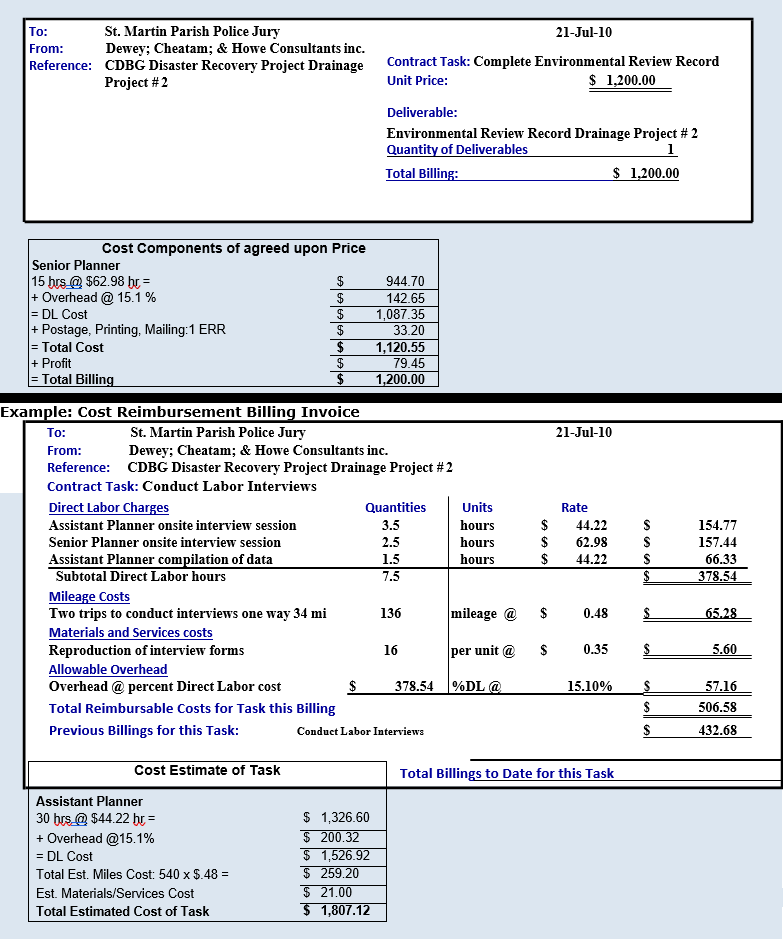 To: St. Martin Parish Police Jury 21-Jul-10
From: Dewey; Cheatam; & Howe Consultants inc.
Reference: CDBG Disaster Recovery Project Drainage
Project # 2
Contract Task: Complete Environmental Review Record
Unit Price: $ 1,200.00
Deliverable:
Environmental Review Record Drainage Project # 2
Quantity of Deliverables 1
Total Billing: $ 1,200.00
Cost Components of agreed upon Price
Senior Planner
15 hrs @ $62.98 hr = $ 944.70
+ Overhead @ 15.1 % $ 142.65
= DL Cost $ 1,087.35
+ Postage, Printing, Mailing:1 ERR $ 33.20
= Total Cost $ 1,120.55
+ Profit $ 79.45
= Total Billing $ 1,200.00
Example: Cost Reimbursement Billing Invoice
To: St. Martin Parish Police Jury 21-Jul-10
From: Dewey; Cheatam; & Howe Consultants inc.
Reference: CDBG Disaster Recovery Project Drainage Project # 2
Contract Task: Conduct Labor Interviews
Direct Labor Charges Quantities Units Rate
Assistant Planner onsite interview session 3.5 hours $ 44.22 $ 154.77
Senior Planner onsite interview session 2.5 hours $ 62.98 $ 157.44
Assistant Planner compilation of data 1.5 hours $ 44.22 $ 66.33
Subtotal Direct Labor hours 7.5 $ 378.54
Mileage Costs
Two trips to conduct interviews one way 34 mi 136 mileage @ $ 0.48 $ 65.28
Materials and Services costs
Reproduction of interview forms 16 per unit @ $ 0.35 $ 5.60
Allowable Overhead
Overhead @ percent Direct Labor cost $ 378.54 %DL @ 15.10% $ 57.16
Total Reimbursable Costs for Task this Billing $ 506.58
Previous Billings for this Task: Conduct Labor Interviews $ 432.68
Total Billings to Date for this Task
Cost Estimate of Task
Assistant Planner
30 hrs @ $44.22 hr = $ 1,326.60
+ Overhead @15.1% $ 200.32
= DL Cost $ 1,526.92
Total Est. Miles Cost: 540 x $.48 = $ 259.20
Est. Materials/Services Cost $ 21.00
Total Estimated Cost of Task $ 1,807.12